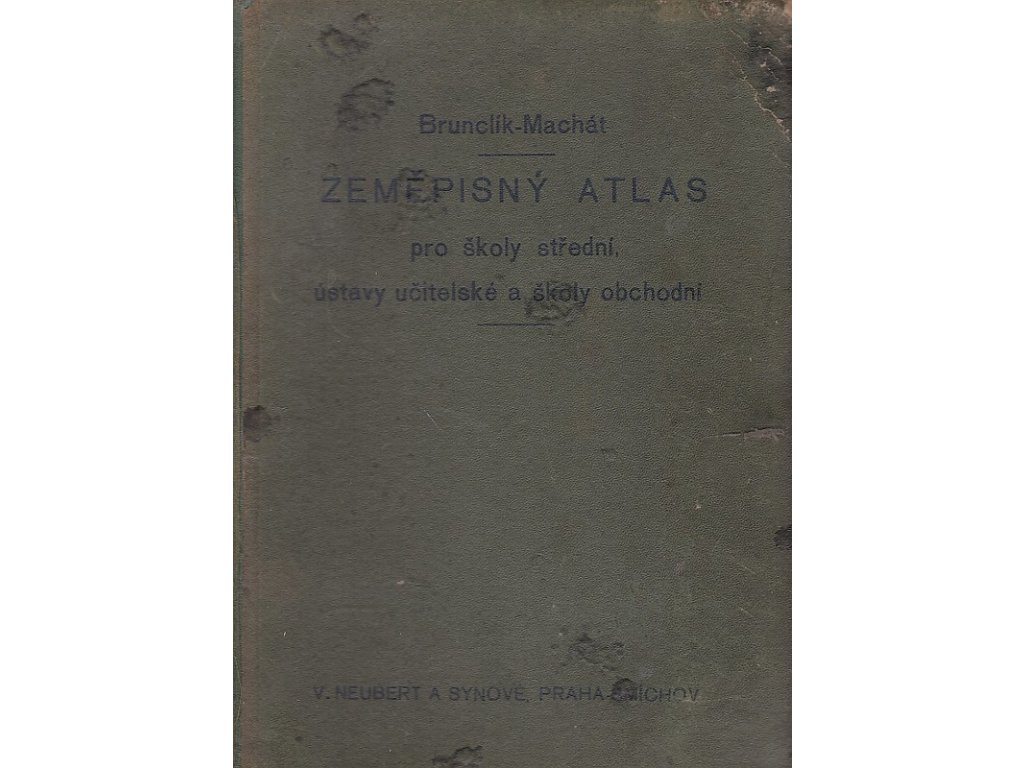 Brunclík-Machát
ZEMĚPISNÝ ATLAS
pro školy střední,
ústavy učitelské a školy obchodní
V. NEUBERT A SYNOVÉ, PRAHA-SMÍCHOV